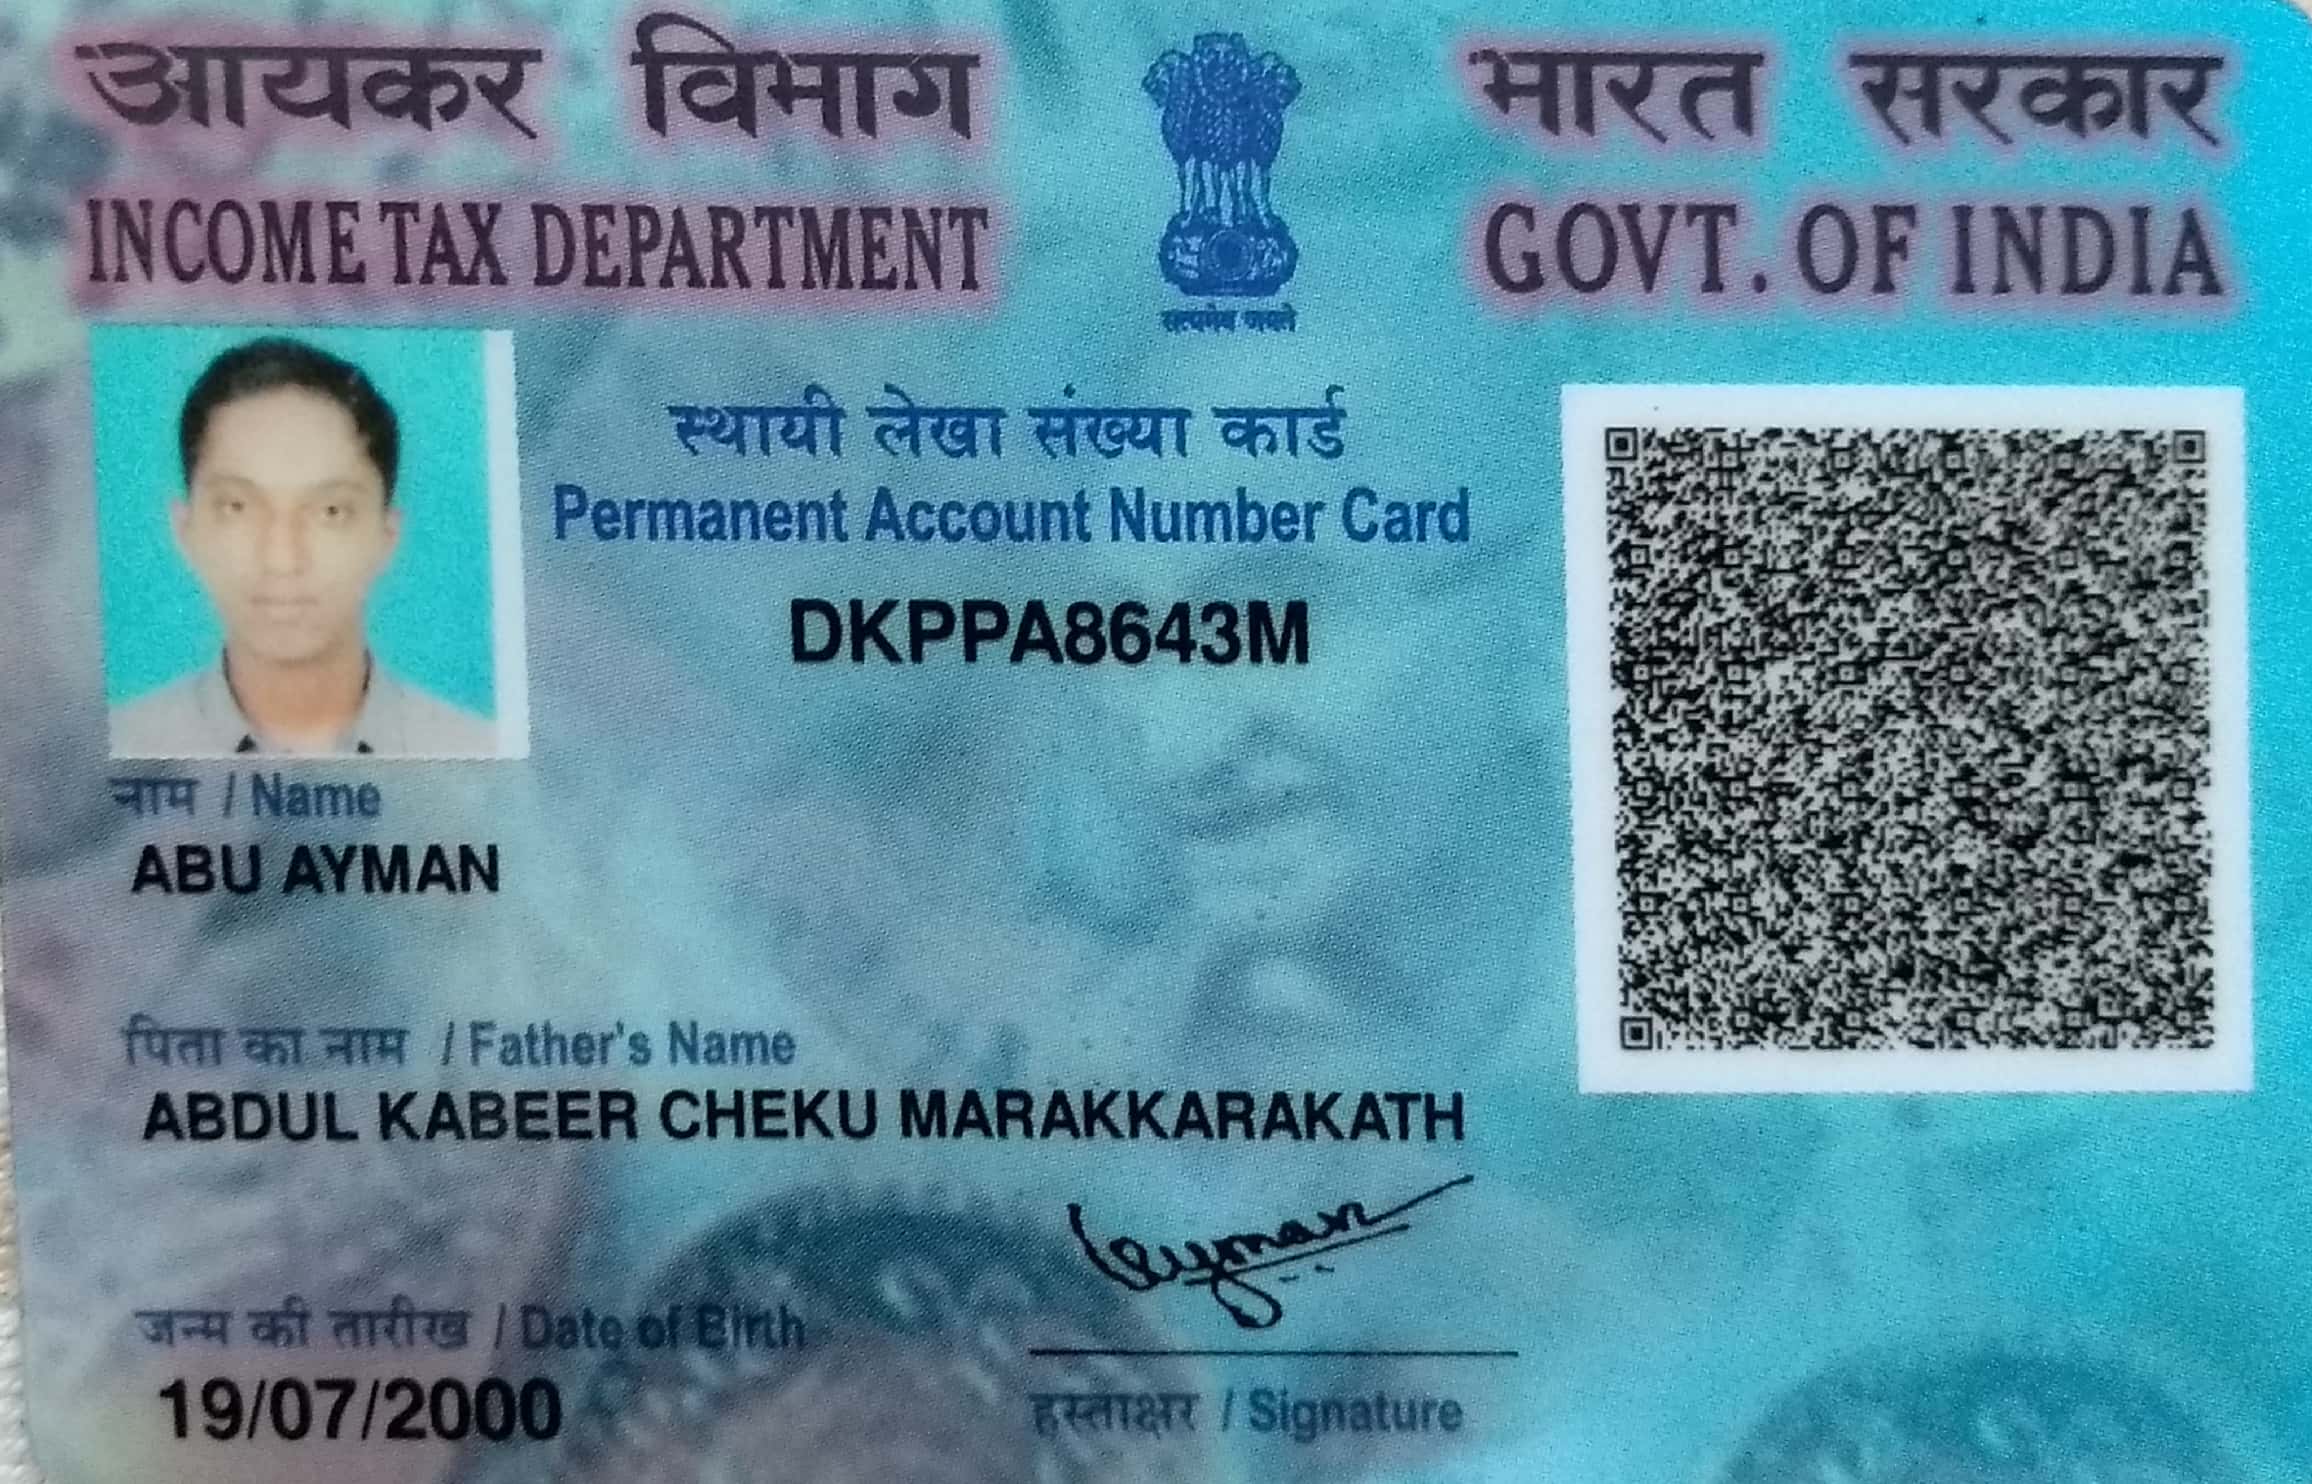 आयकर विभाग
INCOME TAX DEPARTMENT
भारत सरकार
GOVT. OF INDIA
सत्यमेव जयते
स्थायी लेखा संख्या कार्ड
Permanent Account Number Card
DKPPA8643M
नाम / Name
ABU AYMAN
पिता का नाम / Father's Name
ABDUL KABEER CHEKU MARAKKARAKATH
जन्म की तारीख / Date of Birth
19/07/2000
Ayman
हस्ताक्षर / Signature